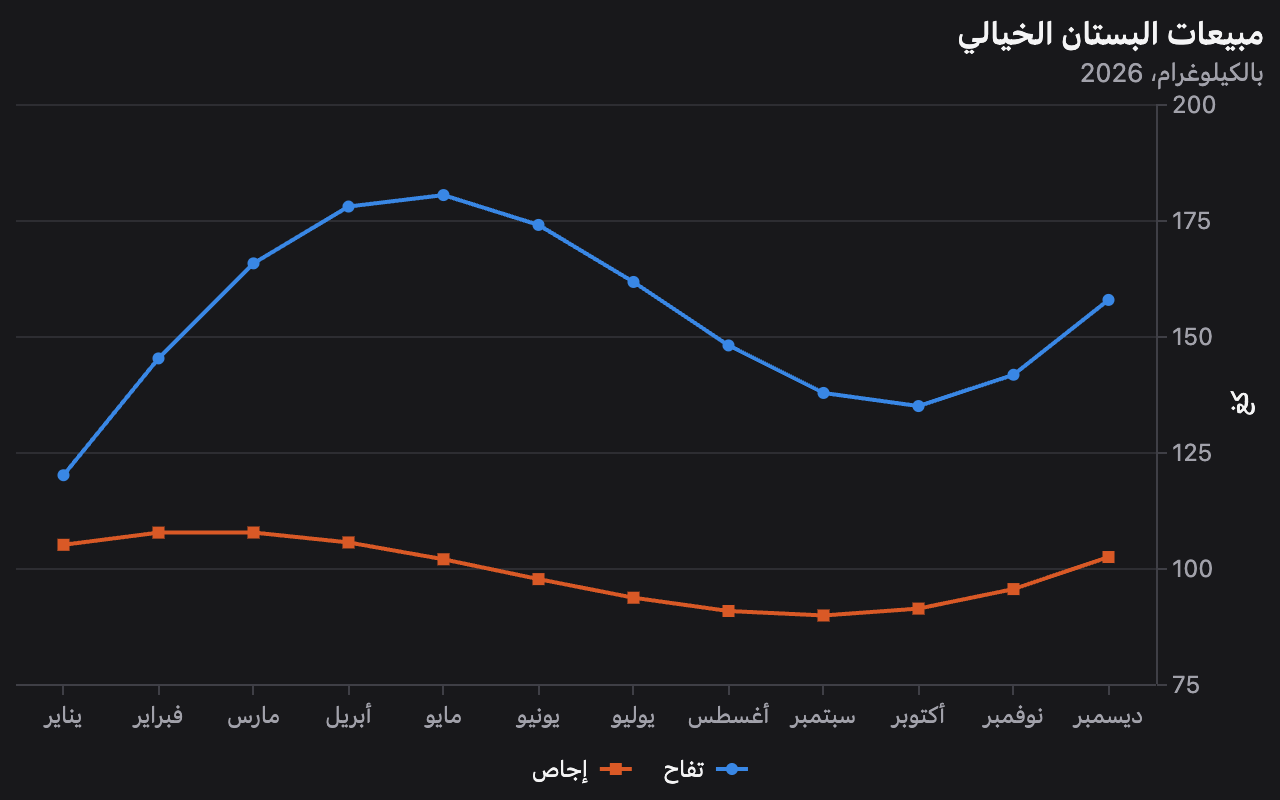 مبيعات البستان الخيالي
بالكيلوغرام، 2026
200
175
150
125
100
75
كغ
يناير
فبراير
مارس
أبريل
مايو
يونيو
يوليو
أغسطس
سبتمبر
أكتوبر
نوفمبر
ديسمبر
تفاح
إجاص